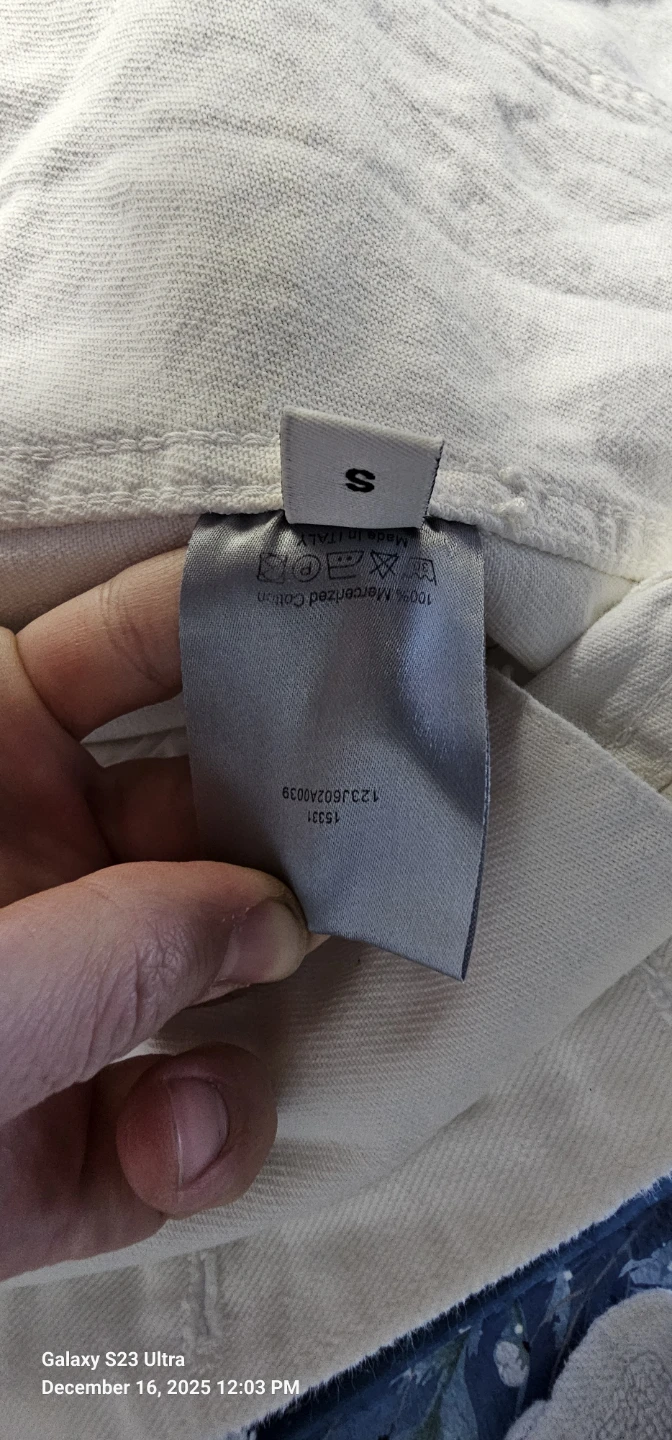 S
Made in ITALY
100% Mercerized Cotton
123J602A0039
15331
Galaxy S23 Ultra
December 16, 2025 12:03 PM